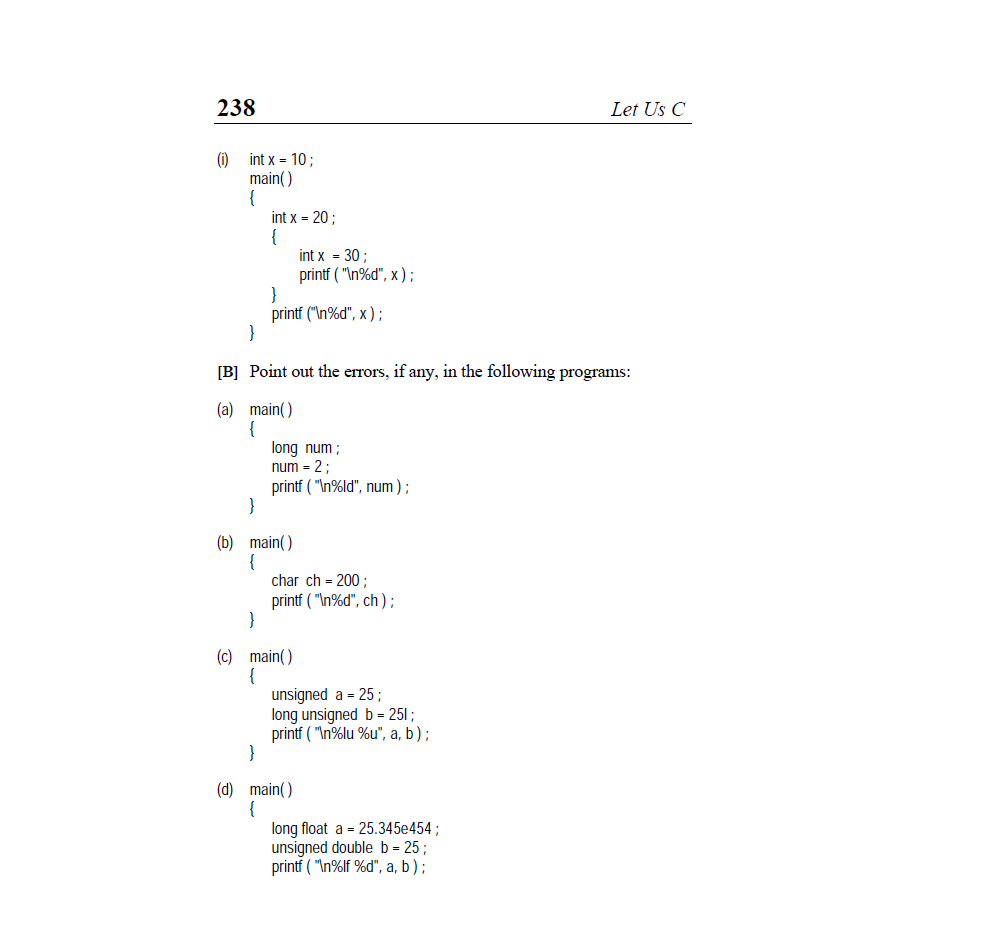 238 Let Us C
(i) int x = 10 ;
main( )
{
int x = 20 ;
{
int x = 30 ;
printf ( "\n%d", x ) ;
}
printf ("\n%d", x ) ;
}
[B] Point out the errors, if any, in the following programs:
(a) main( )
{
long num ;
num = 2 ;
printf ( "\n%ld", num ) ;
}
(b) main( )
{
char ch = 200 ;
printf ( "\n%d", ch ) ;
}
(c) main( )
{
unsigned a = 25 ;
long unsigned b = 25l ;
printf ( "\n%lu %u", a, b ) ;
}
(d) main( )
{
long float a = 25.345e454 ;
unsigned double b = 25 ;
printf ( "\n%lf %d", a, b ) ;